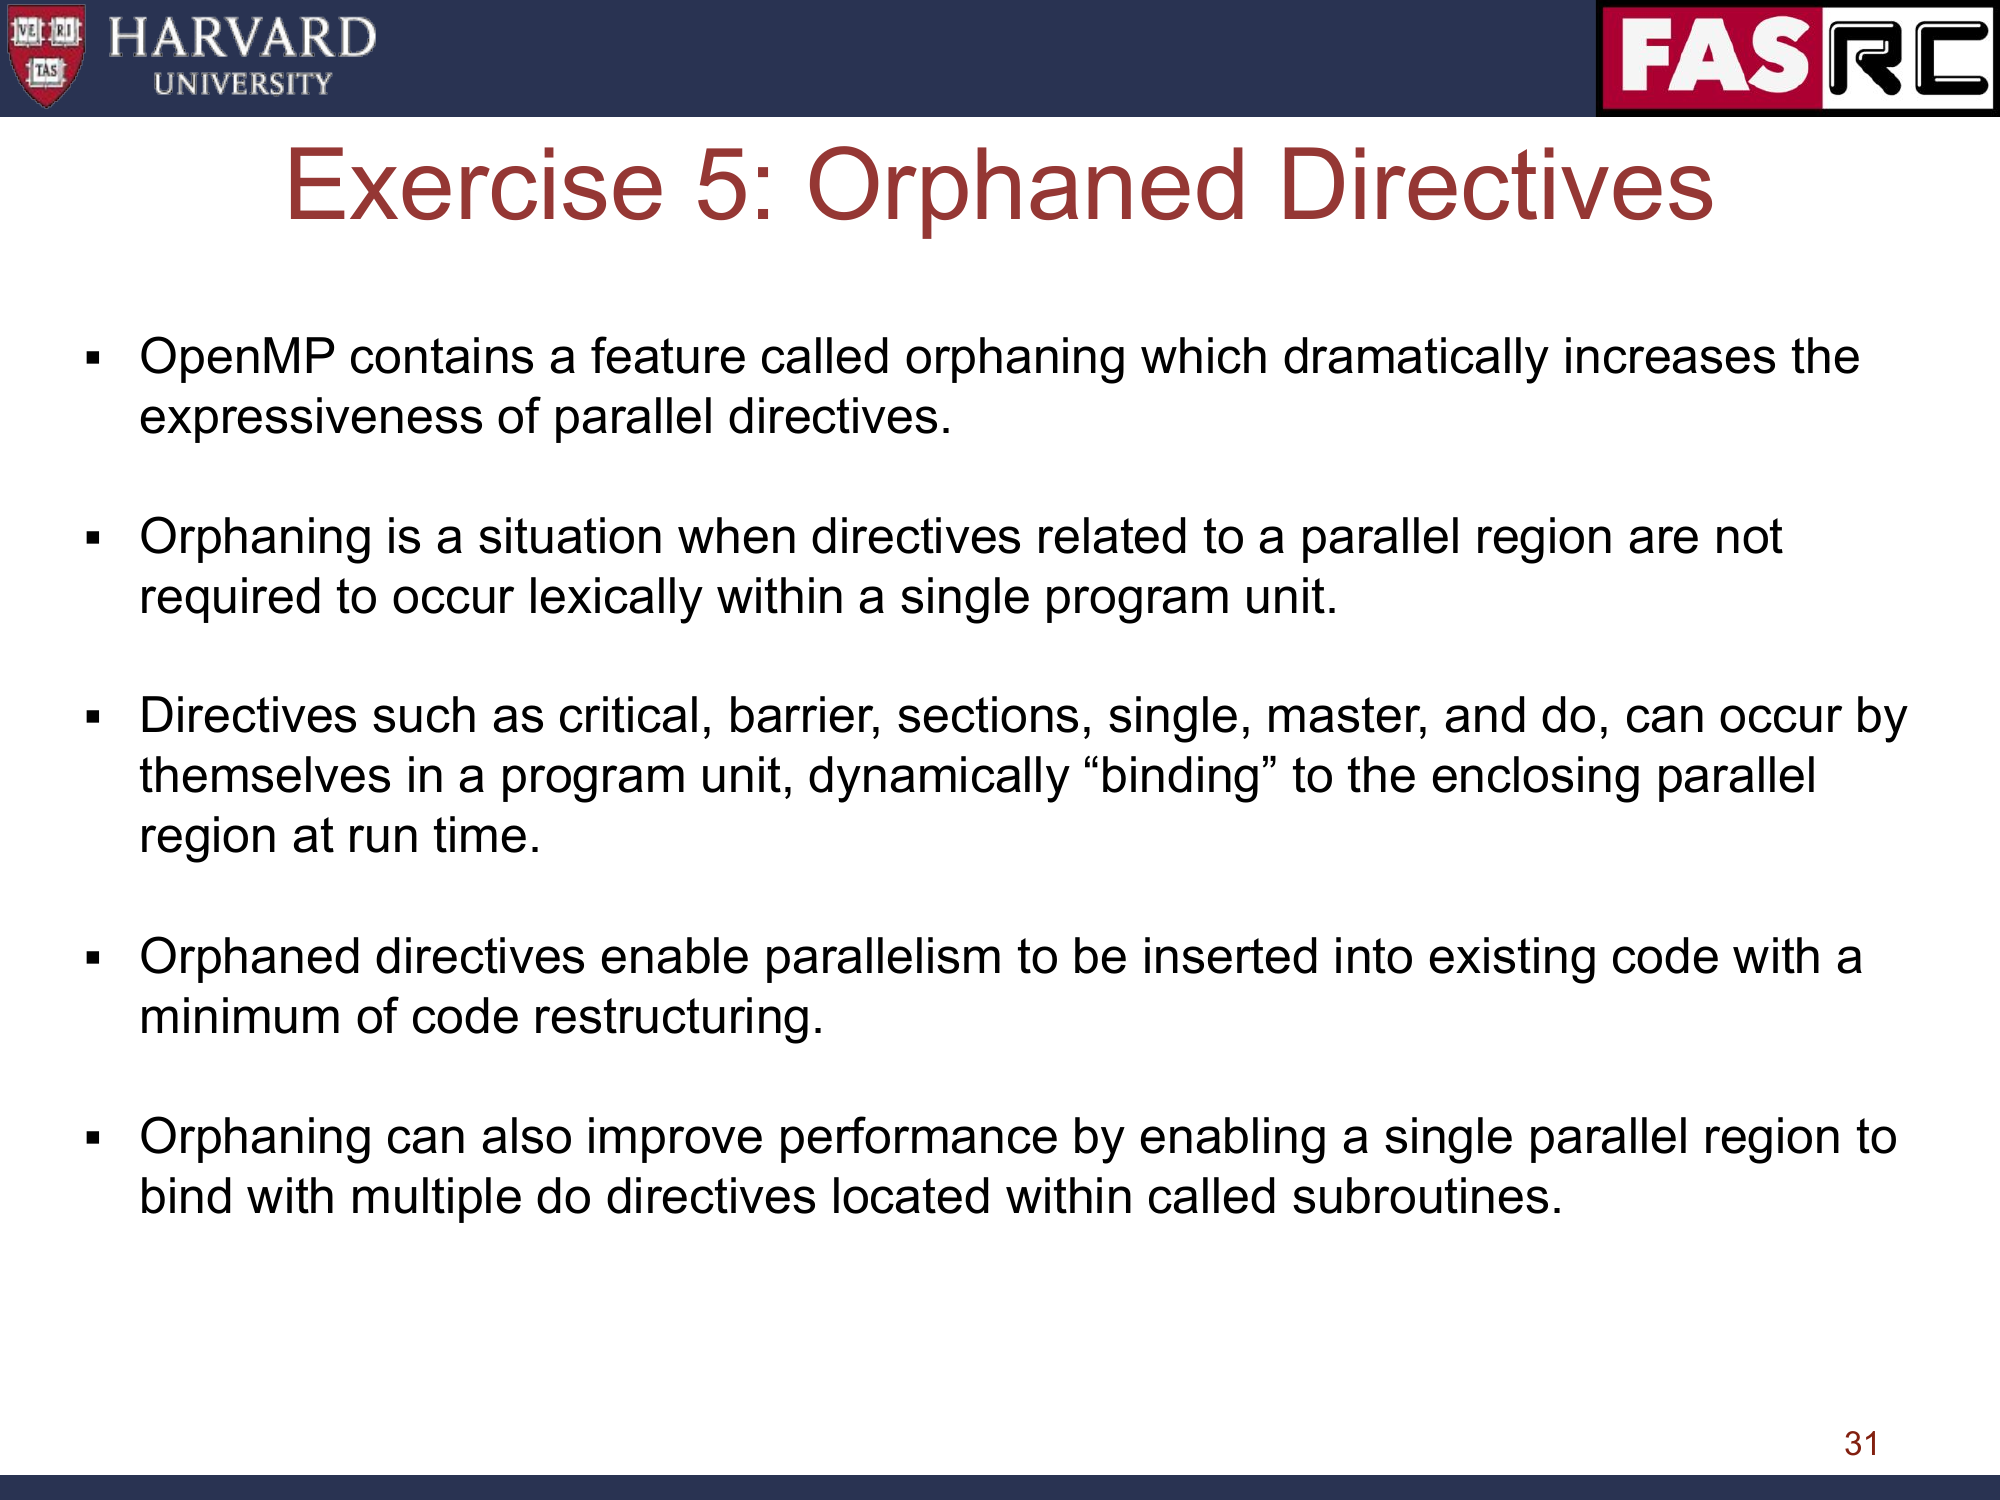 VE RI
TAS
HARVARD
UNIVERSITY
FAS RC
Exercise 5: Orphaned Directives
▪ OpenMP contains a feature called orphaning which dramatically increases the
expressiveness of parallel directives.
▪ Orphaning is a situation when directives related to a parallel region are not
required to occur lexically within a single program unit.
▪ Directives such as critical, barrier, sections, single, master, and do, can occur by
themselves in a program unit, dynamically “binding” to the enclosing parallel
region at run time.
▪ Orphaned directives enable parallelism to be inserted into existing code with a
minimum of code restructuring.
▪ Orphaning can also improve performance by enabling a single parallel region to
bind with multiple do directives located within called subroutines.
31